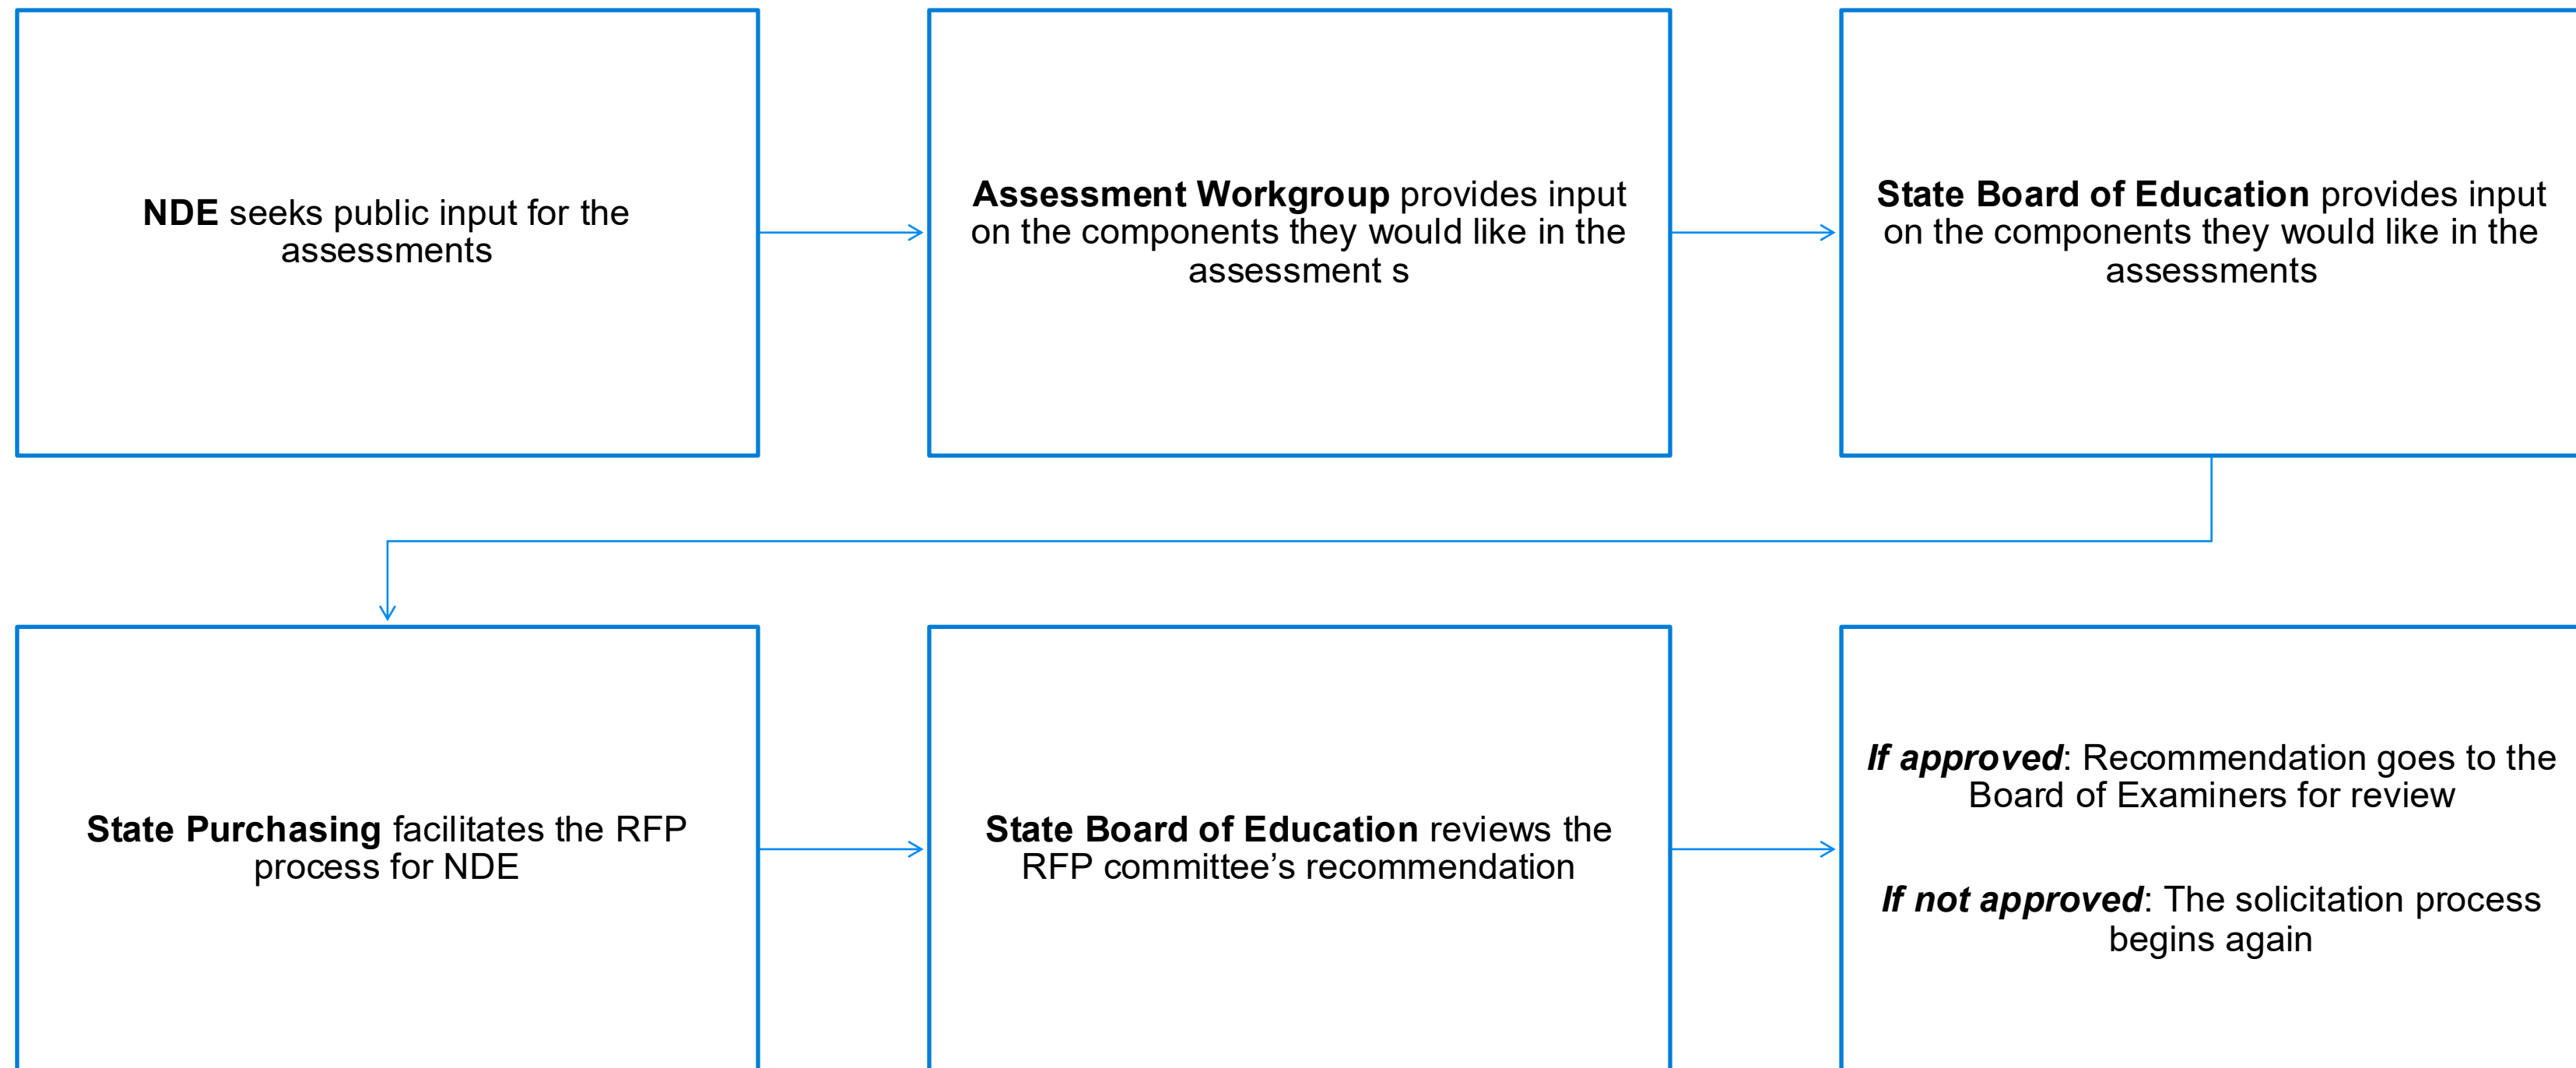 NDE seeks public input for the
assessments
Assessment Workgroup provides input
on the components they would like in the
assessment s
State Board of Education provides input
on the components they would like in the
assessments
State Purchasing facilitates the RFP
process for NDE
State Board of Education reviews the
RFP committee’s recommendation
If approved: Recommendation goes to the
Board of Examiners for review
If not approved: The solicitation process
begins again